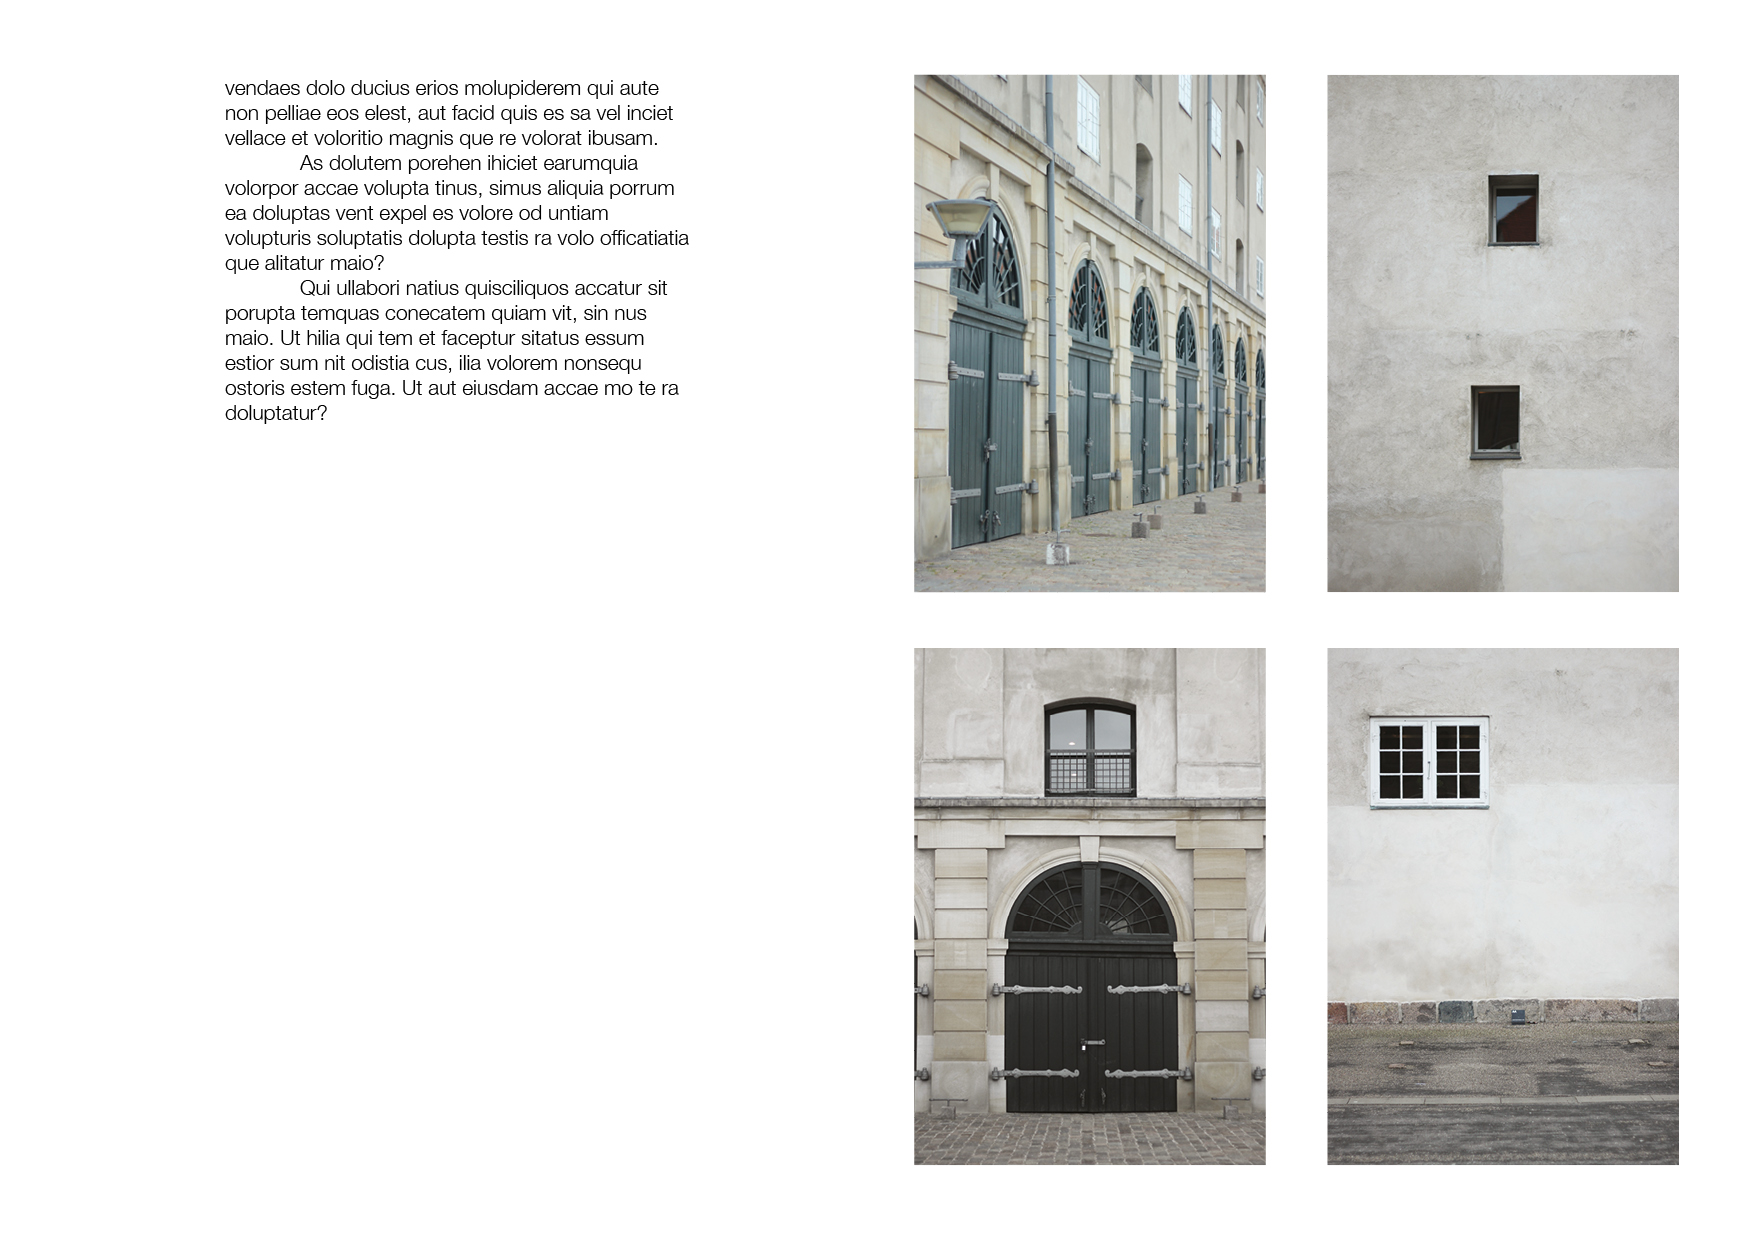 vendaes dolo ducius erios molupiderem qui aute
non pelliae eos elest, aut facid quis es sa vel inciet
vellace et voloritio magnis que re volorat ibusam.
As dolutem porehen ihiciet earumquia
volorpor accae volupta tinus, simus aliquia porrum
ea doluptas vent expel es volore od untiam
volupturis soluptatis dolupta testis ra volo officatiatia
que alitatur maio?
Qui ullabori natius quisciliquos accatur sit
porupta temquas conecatem quiam vit, sin nus
maio. Ut hilia qui tem et faceptur sitatus essum
estior sum nit odistia cus, ilia volorem nonsequ
ostoris estem fuga. Ut aut eiusdam accae mo te ra
doluptatur?